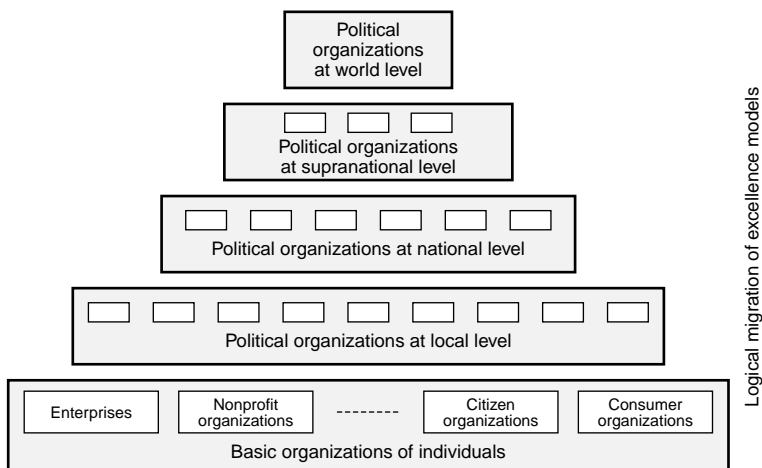 Political
organizations
at world level
Political organizations
at supranational level
Political organizations at national level
Political organizations at local level
Enterprises
Nonprofit
organizations
Citizen
organizations
Consumer
organizations
Basic organizations of individuals
Logical migration of excellence models